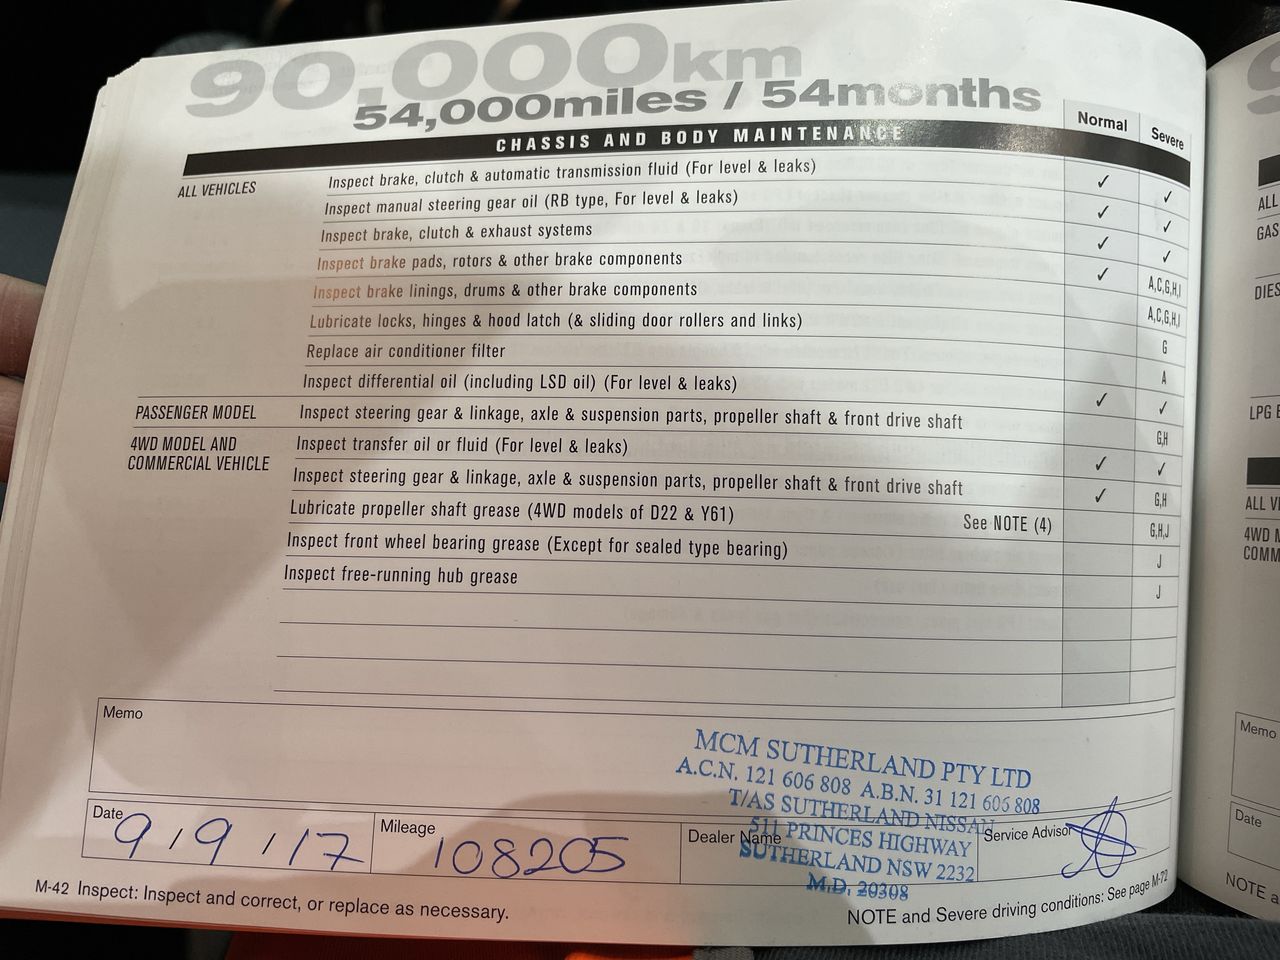 90,000km
54,000miles / 54months
Normal Severe
CHASSIS AND BODY MAINTENANCE
ALL VEHICLES Inspect brake, clutch & automatic transmission fluid (For level & leaks) ✓ ✓
Inspect manual steering gear oil (RB type, For level & leaks) ✓ ✓
Inspect brake, clutch & exhaust systems ✓ ✓
Inspect brake pads, rotors & other brake components ✓ A,C,G,H,I
Inspect brake linings, drums & other brake components A,C,G,H,I
Lubricate locks, hinges & hood latch (& sliding door rollers and links) G
Replace air conditioner filter A
Inspect differential oil (including LSD oil) (For level & leaks) ✓ ✓
PASSENGER MODEL Inspect steering gear & linkage, axle & suspension parts, propeller shaft & front drive shaft G,H
4WD MODEL AND
COMMERCIAL VEHICLE
Inspect transfer oil or fluid (For level & leaks) ✓ ✓
Inspect steering gear & linkage, axle & suspension parts, propeller shaft & front drive shaft ✓ G,H
Lubricate propeller shaft grease (4WD models of D22 & Y61) See NOTE (4) G,H,J
Inspect front wheel bearing grease (Except for sealed type bearing) J
Inspect free-running hub grease J
Memo
MCM SUTHERLAND PTY LTD
A.C.N. 121 606 808 A.B.N. 31 121 606 808
T/AS SUTHERLAND NISSAN
511 PRINCES HIGHWAY
SUTHERLAND NSW 2232
M.D. 20308
Date 9/9/17
Mileage 108205
Dealer Name
Service Advisor
M-42 Inspect: Inspect and correct, or replace as necessary.
NOTE and Severe driving conditions: See page M-72
ALL
GAS
DIES
LPG
ALL
4WD
COMM
Memo
Date
NOTE